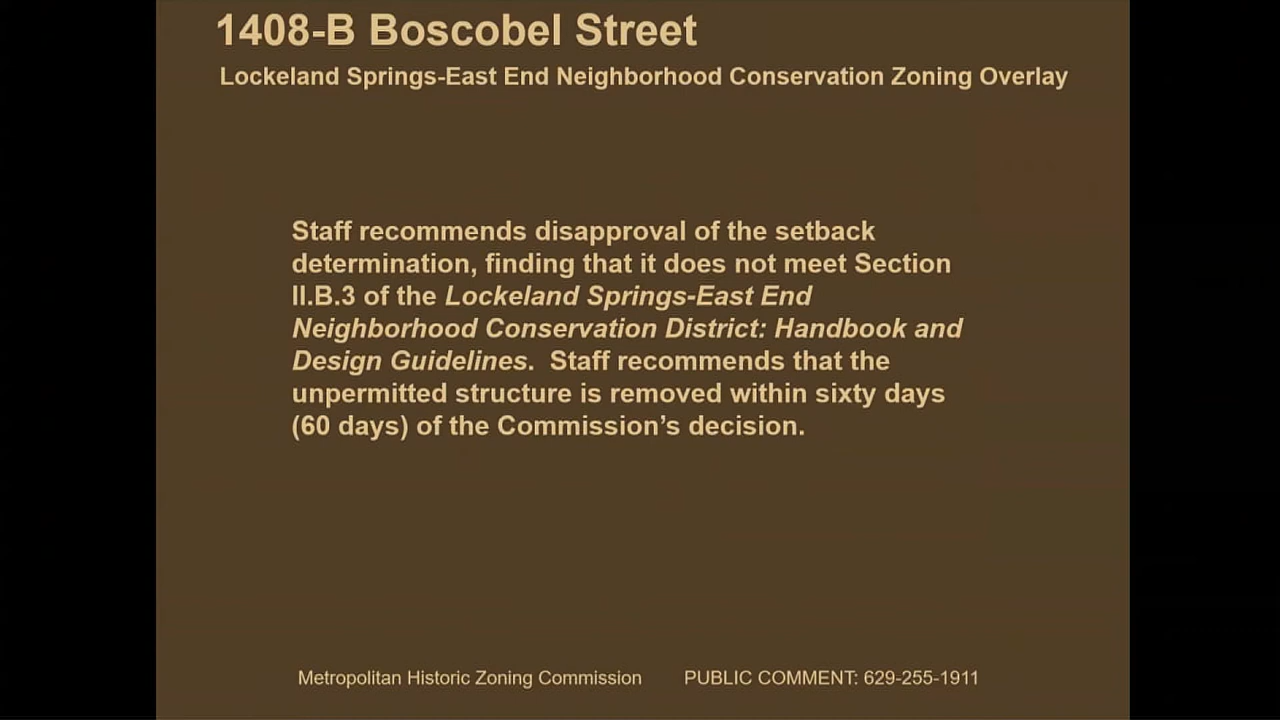 1408-B Boscobel Street
Lockeland Springs-East End Neighborhood Conservation Zoning Overlay
Staff recommends disapproval of the setback
determination, finding that it does not meet Section
II.B.3 of the Lockeland Springs-East End
Neighborhood Conservation District: Handbook and
Design Guidelines.  Staff recommends that the
unpermitted structure is removed within sixty days
(60 days) of the Commission’s decision.
Metropolitan Historic Zoning Commission PUBLIC COMMENT: 629-255-1911